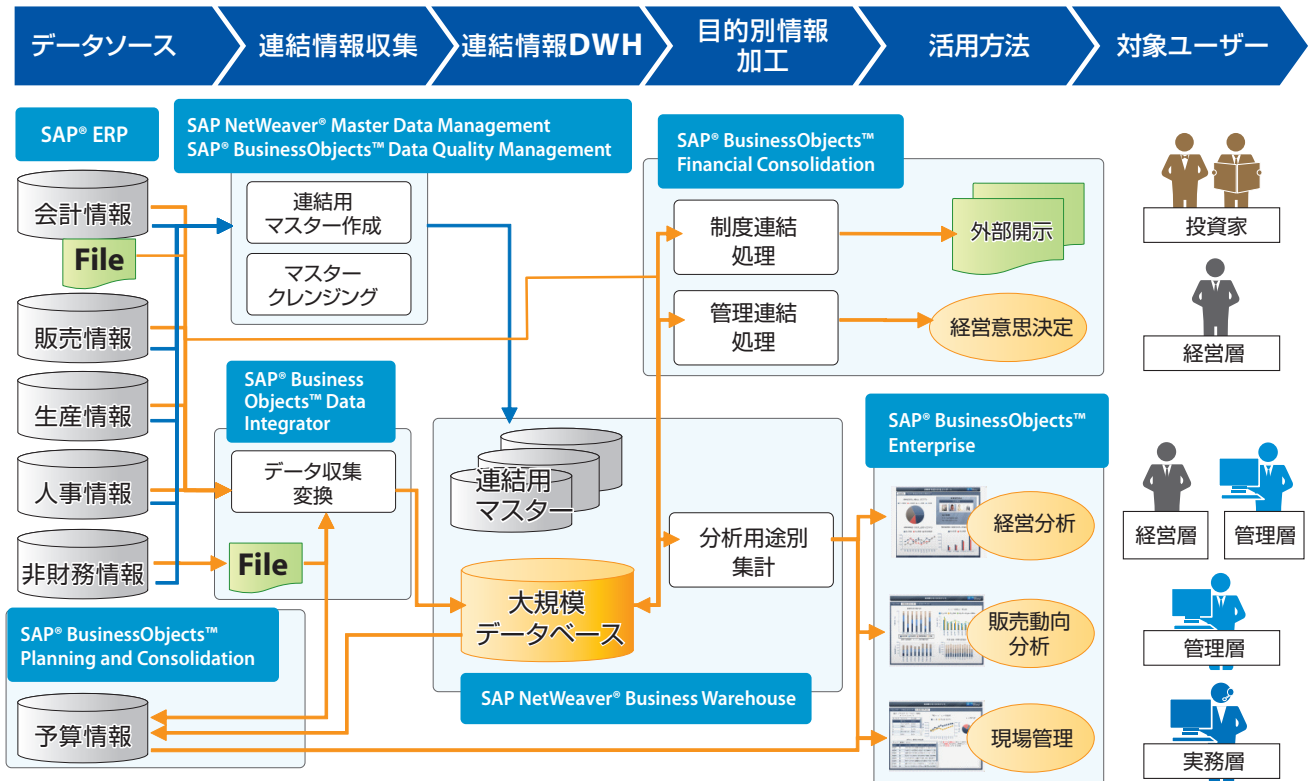 データソース
連結情報収集
連結情報DWH
目的別情報
加工
活用方法
対象ユーザー
SAP® ERP
会計情報
File
販売情報
生産情報
人事情報
非財務情報
SAP NetWeaver® Master Data Management
SAP® BusinessObjects™ Data Quality Management
連結用
マスター作成
マスター
クレンジング
SAP® Business
Objects™ Data
Integrator
データ収集
変換
File
SAP® BusinessObjects™
Planning and Consolidation
予算情報
連結用
マスター
大規模
データベース
SAP NetWeaver® Business Warehouse
SAP® BusinessObjects™
Financial Consolidation
制度連結
処理
管理連結
処理
外部開示
経営意思決定
分析用途別
集計
SAP® BusinessObjects™
Enterprise
経営分析
販売動向
分析
現場管理
投資家
経営層
経営層
管理層
管理層
実務層